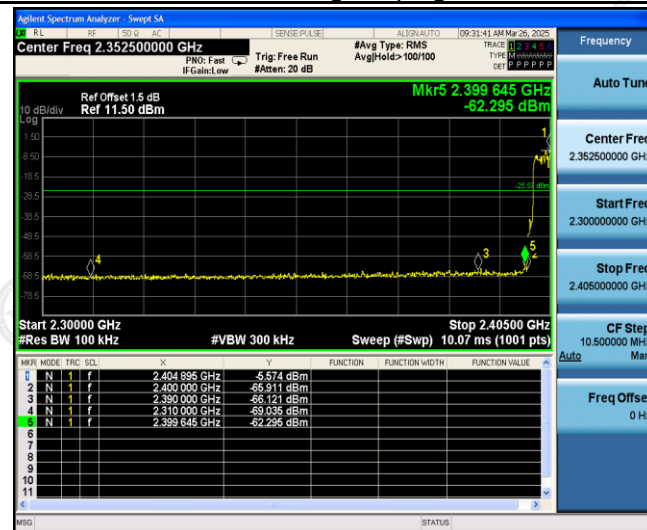 Agilent Spectrum Analyzer - Swept SA
RL RF 50 Ω AC SENSE:PULSE ALIGN AUTO 09:31:41 AM Mar 26, 2025
Center Freq 2.352500000 GHz #Avg Type: RMS TRACE 1 2 3 4 5 6
PNO: Fast Trig: Free Run Avg|Hold:>100/100 TYPE M
IFGain:Low #Atten: 20 dB DET P P P P P P
Ref Offset 1.5 dB Mkr5 2.399 645 GHz
10 dB/div Ref 11.50 dBm -62.295 dBm
Log
1.50
-8.50
-18.5
-28.5
-38.5
-48.5
-58.5
-68.5
-78.5
1
-25.57 dBm
4
3
5
2
Start 2.30000 GHz Stop 2.40500 GHz
#Res BW 100 kHz #VBW 300 kHz Sweep (#Swp) 10.07 ms (1001 pts)
MKR MODE TRC SCL X Y FUNCTION FUNCTION WIDTH FUNCTION VALUE
1 N 1 f 2.404 895 GHz -5.574 dBm
2 N 1 f 2.400 000 GHz -65.911 dBm
3 N 1 f 2.390 000 GHz -66.121 dBm
4 N 1 f 2.310 000 GHz -69.035 dBm
5 N 1 f 2.399 645 GHz -62.295 dBm
6
7
8
9
10
11
MSG STATUS
Frequency
Auto Tune
Center Freq
2.352500000 GHz
Start Freq
2.300000000 GHz
Stop Freq
2.405000000 GHz
CF Step
10.500000 MHz
Auto Man
Freq Offset
0 Hz